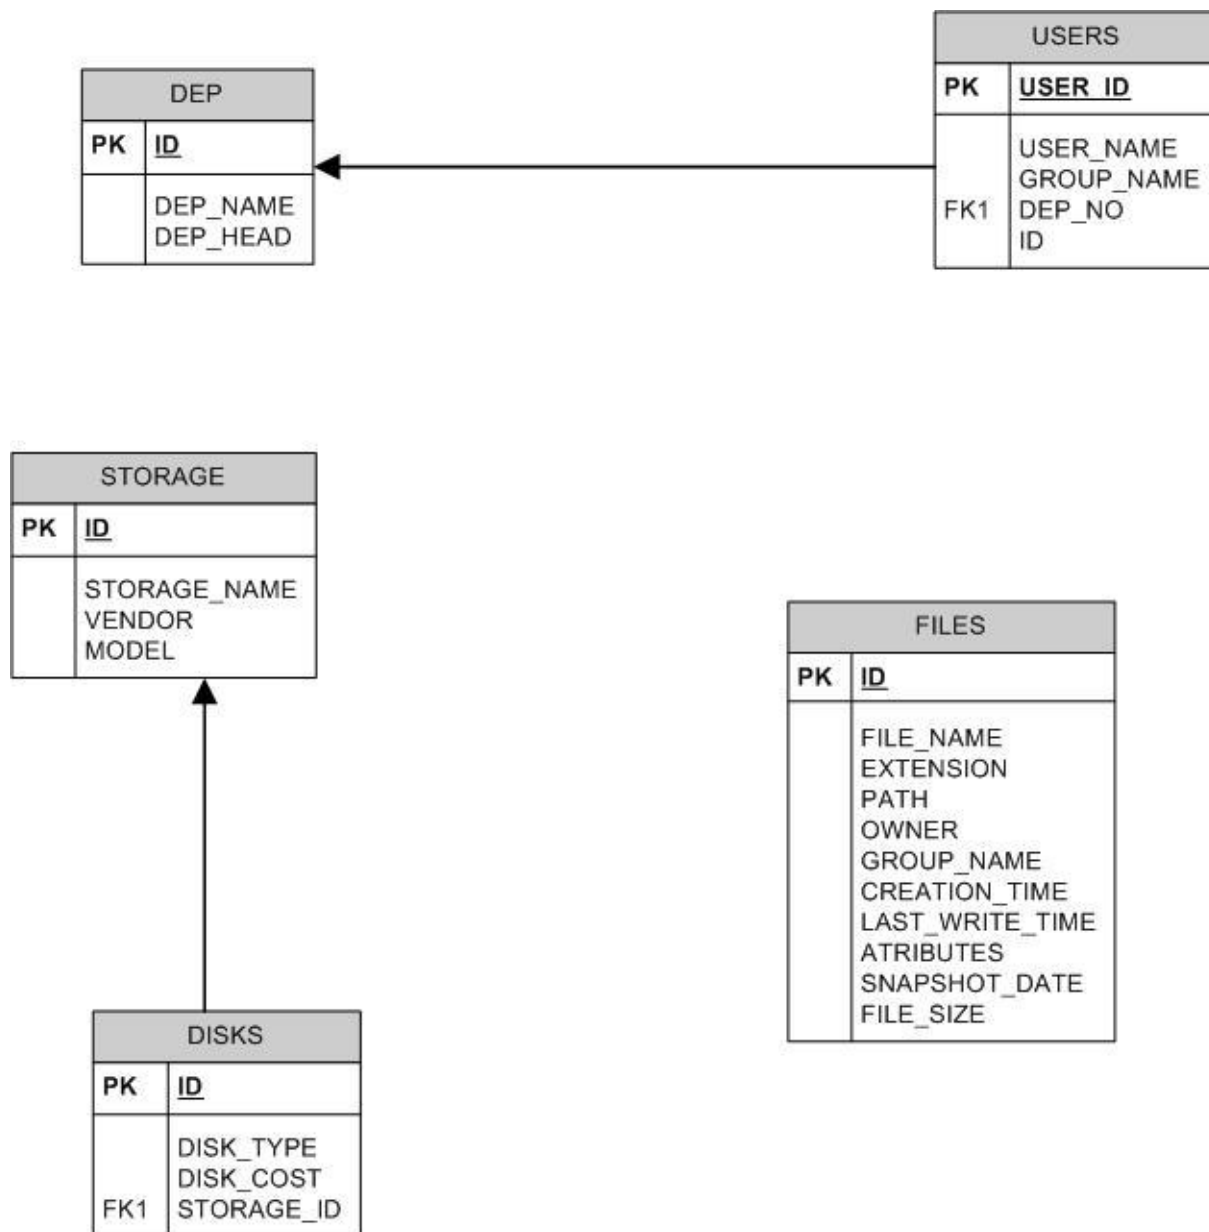 USERS
PK USER_ID
USER_NAME
GROUP_NAME
FK1 DEP_NO
ID
DEP
PK ID
DEP_NAME
DEP_HEAD
STORAGE
PK ID
STORAGE_NAME
VENDOR
MODEL
FILES
PK ID
FILE_NAME
EXTENSION
PATH
OWNER
GROUP_NAME
CREATION_TIME
LAST_WRITE_TIME
ATRIBUTES
SNAPSHOT_DATE
FILE_SIZE
DISKS
PK ID
DISK_TYPE
DISK_COST
FK1 STORAGE_ID